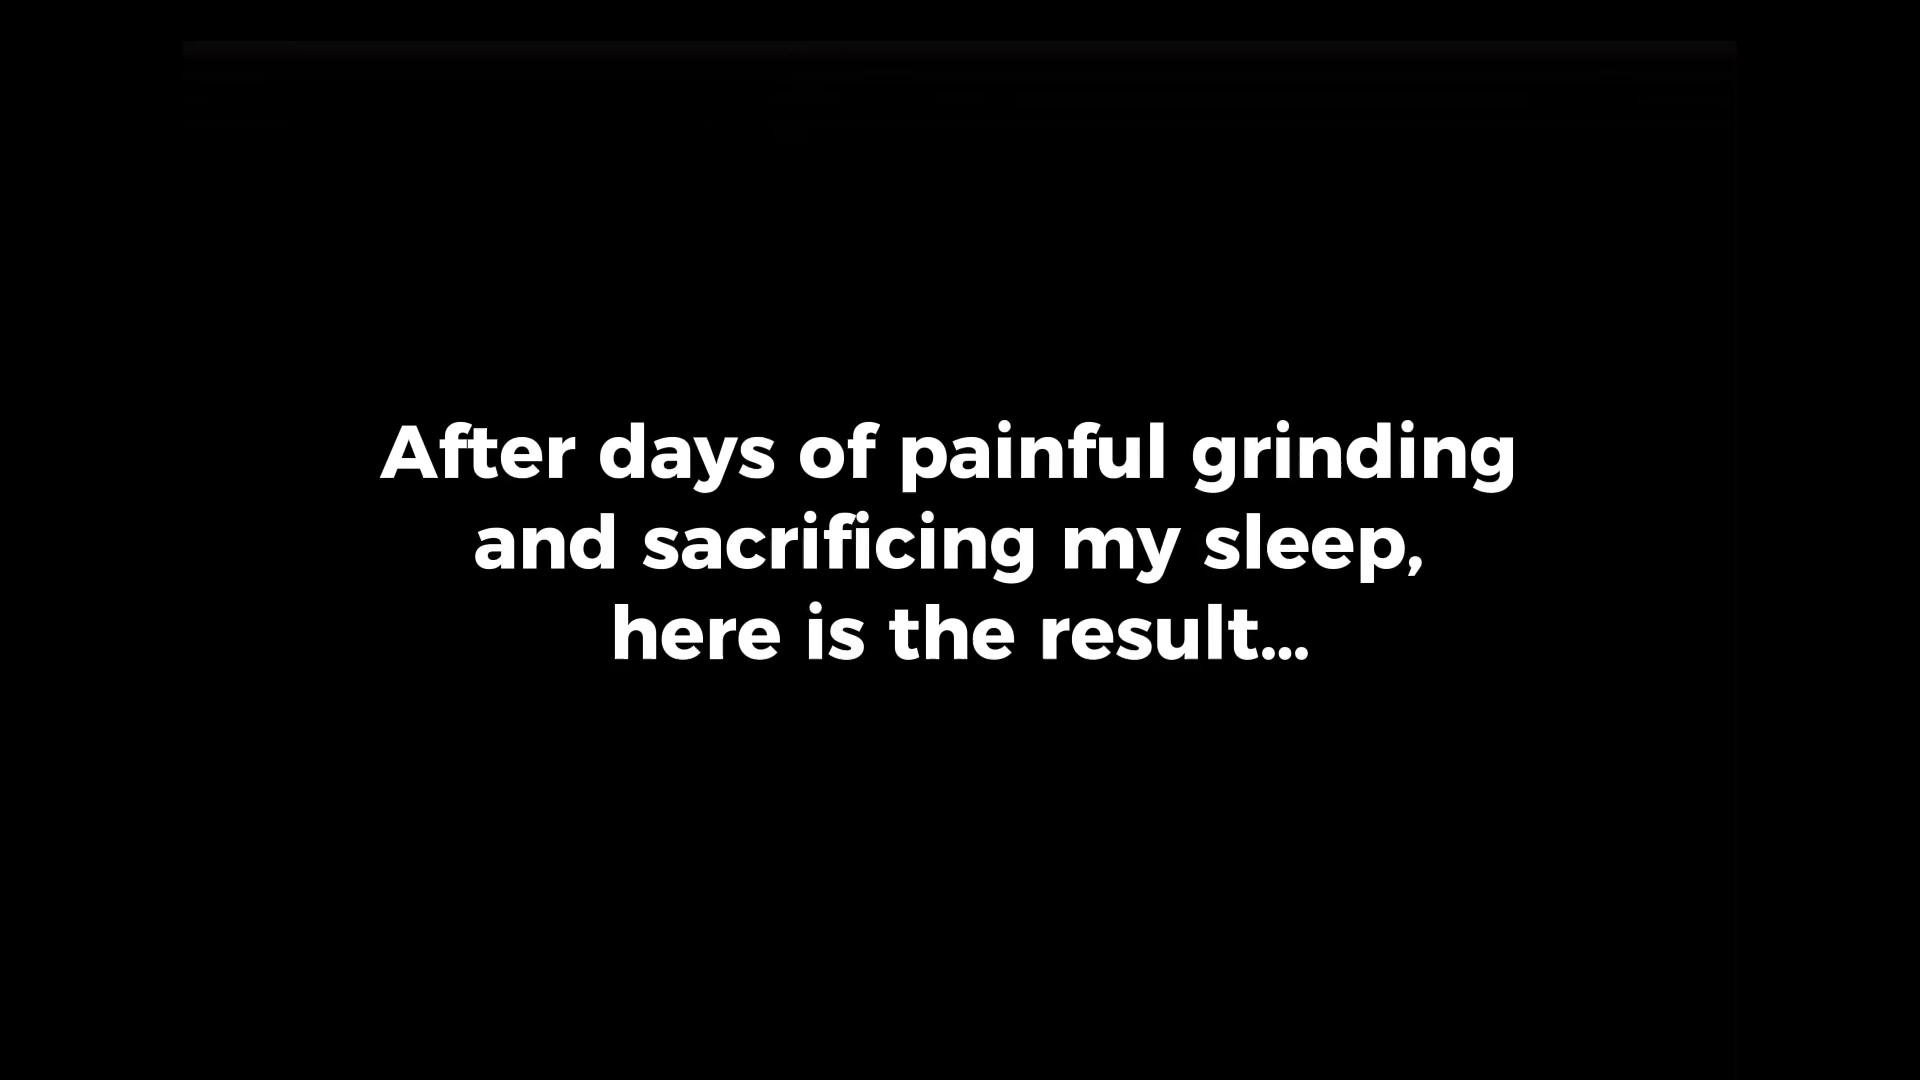 After days of painful grinding
and sacrificing my sleep,
here is the result...